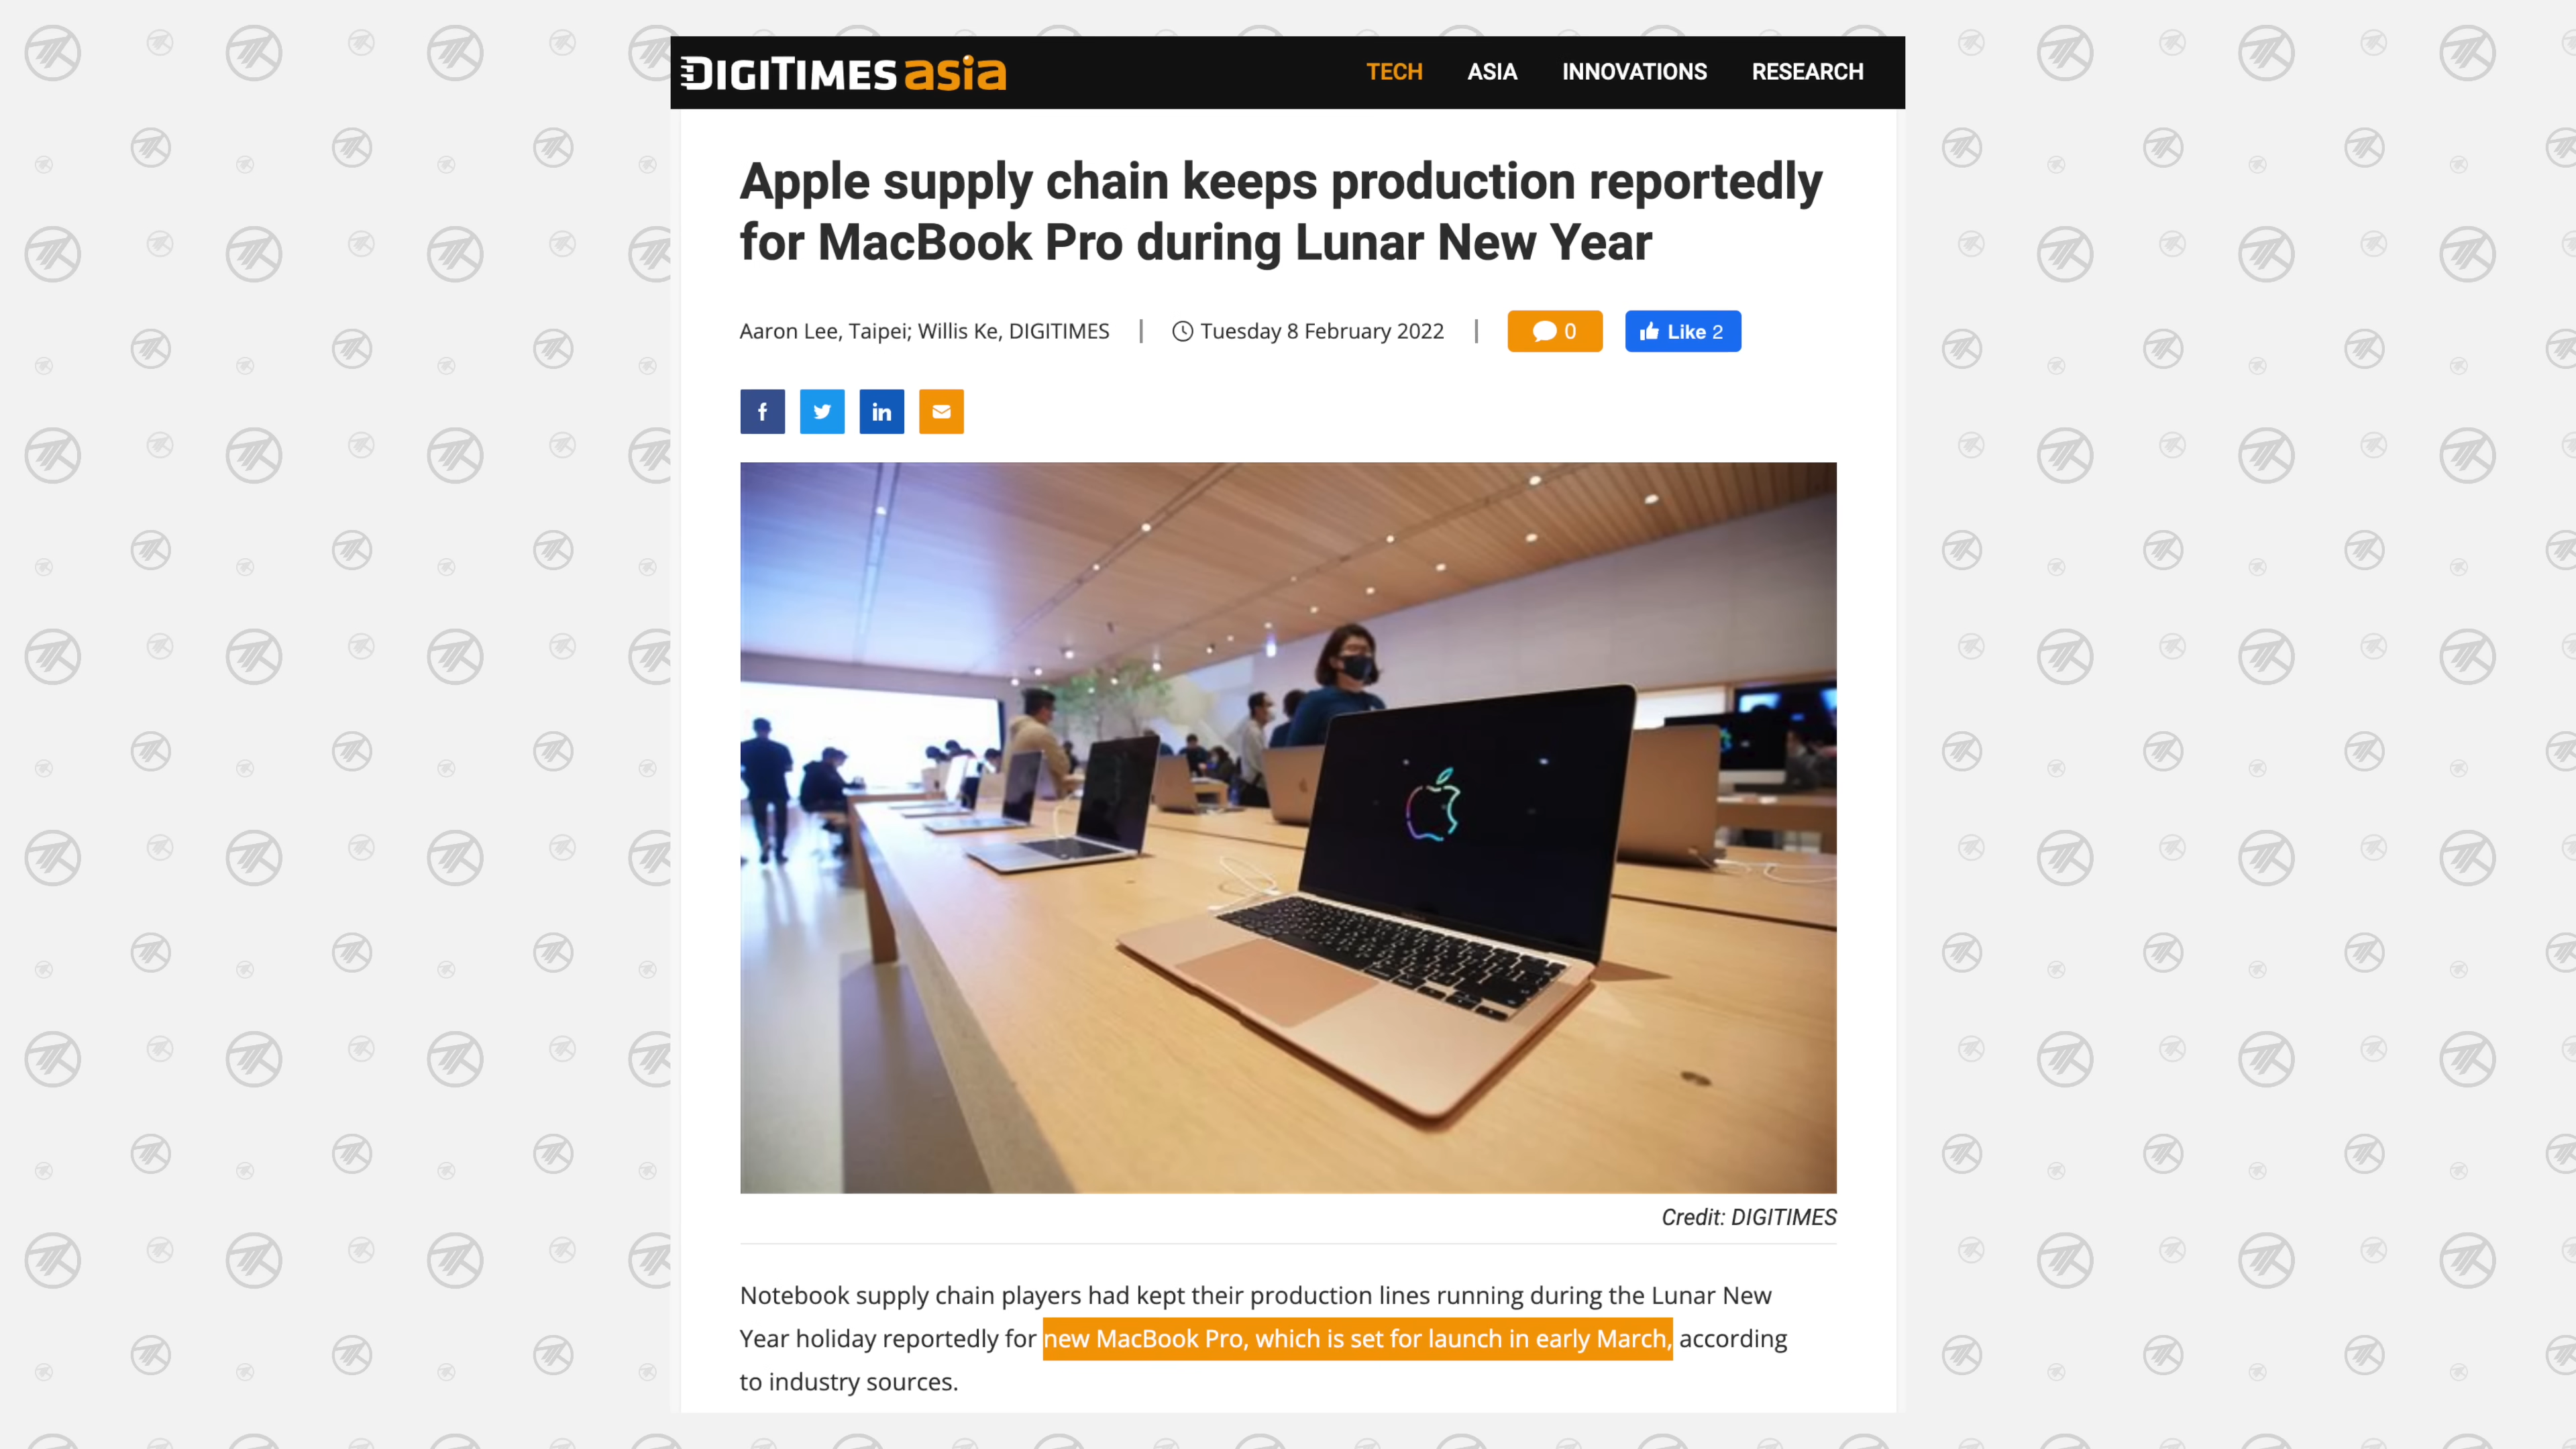 DIGITIMES asia
TECH ASIA INNOVATIONS RESEARCH
Apple supply chain keeps production reportedly
for MacBook Pro during Lunar New Year
Aaron Lee, Taipei; Willis Ke, DIGITIMES | Tuesday 8 February 2022 | 0 Like 2
f in
Credit: DIGITIMES
Notebook supply chain players had kept their production lines running during the Lunar New
Year holiday reportedly for new MacBook Pro, which is set for launch in early March, according
to industry sources.